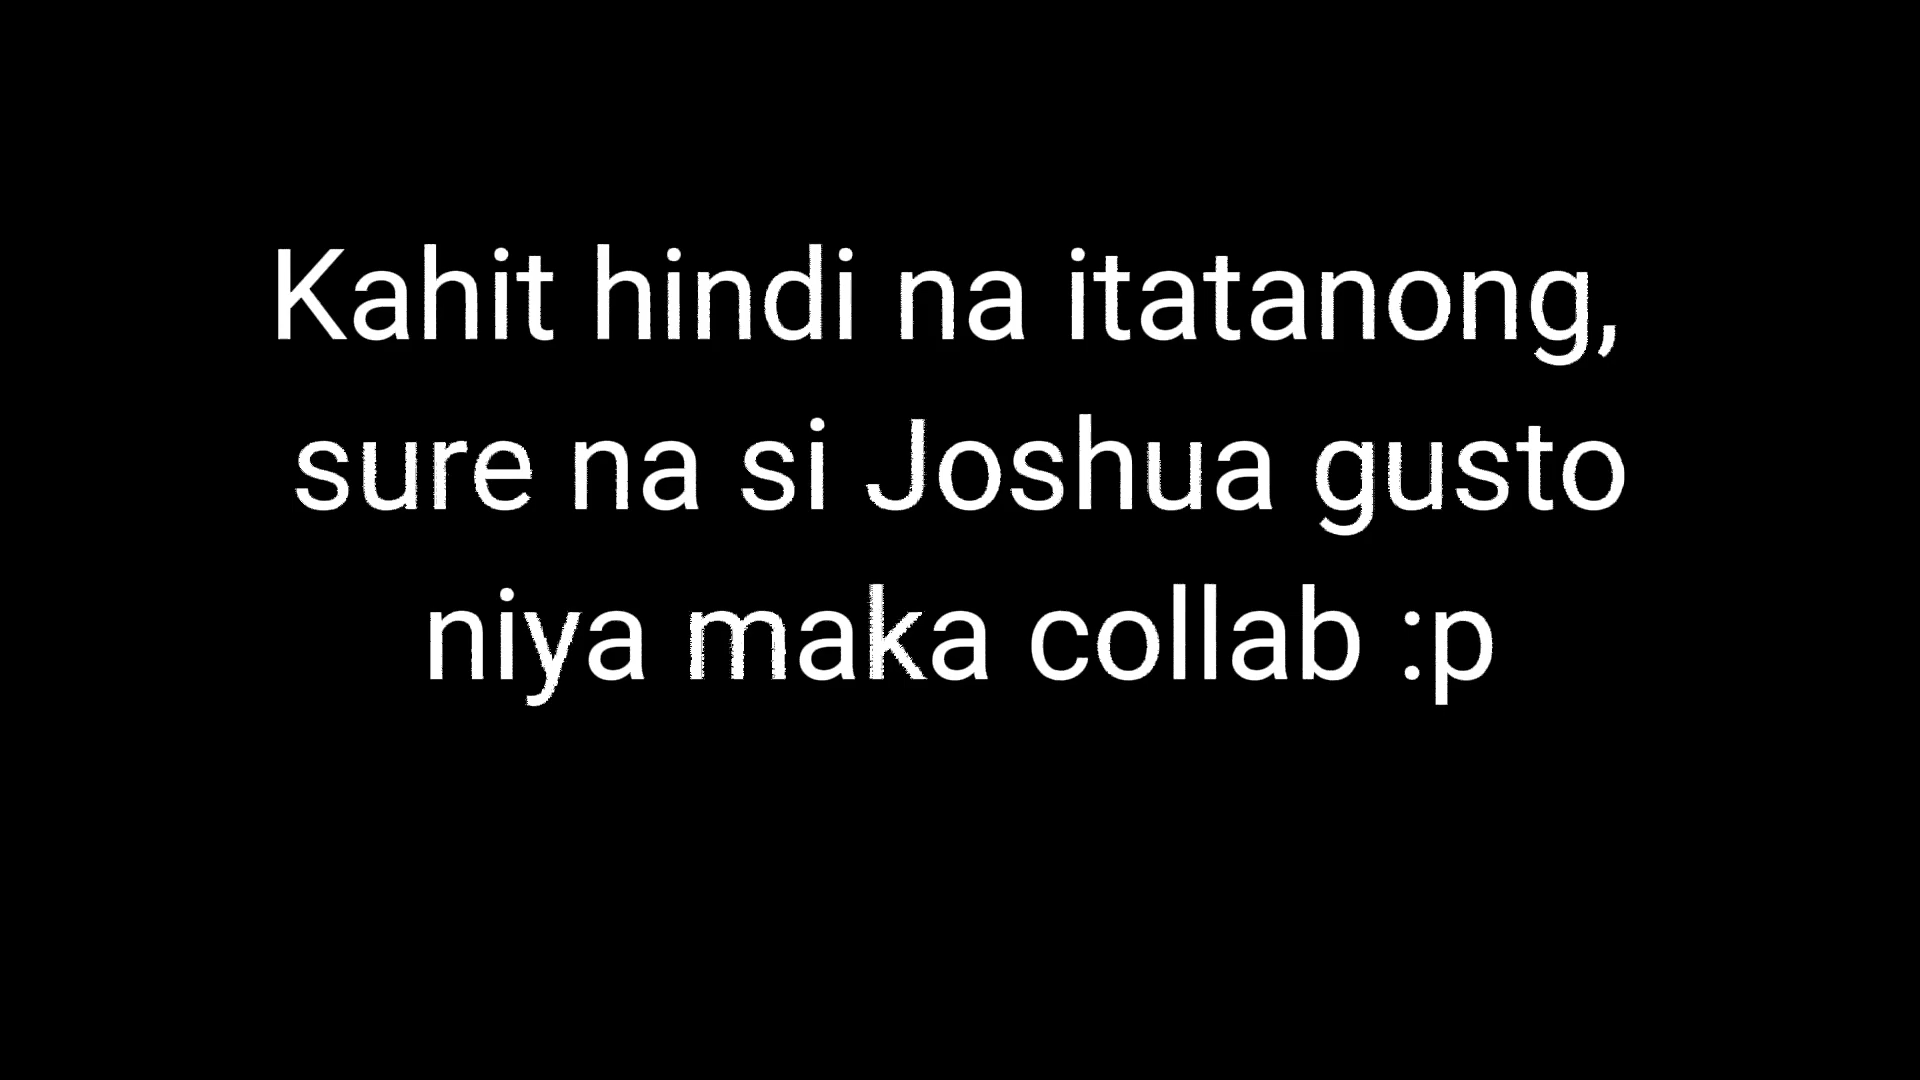 Kahit hindi na itatanong,
sure na si Joshua gusto
niya maka collab :p